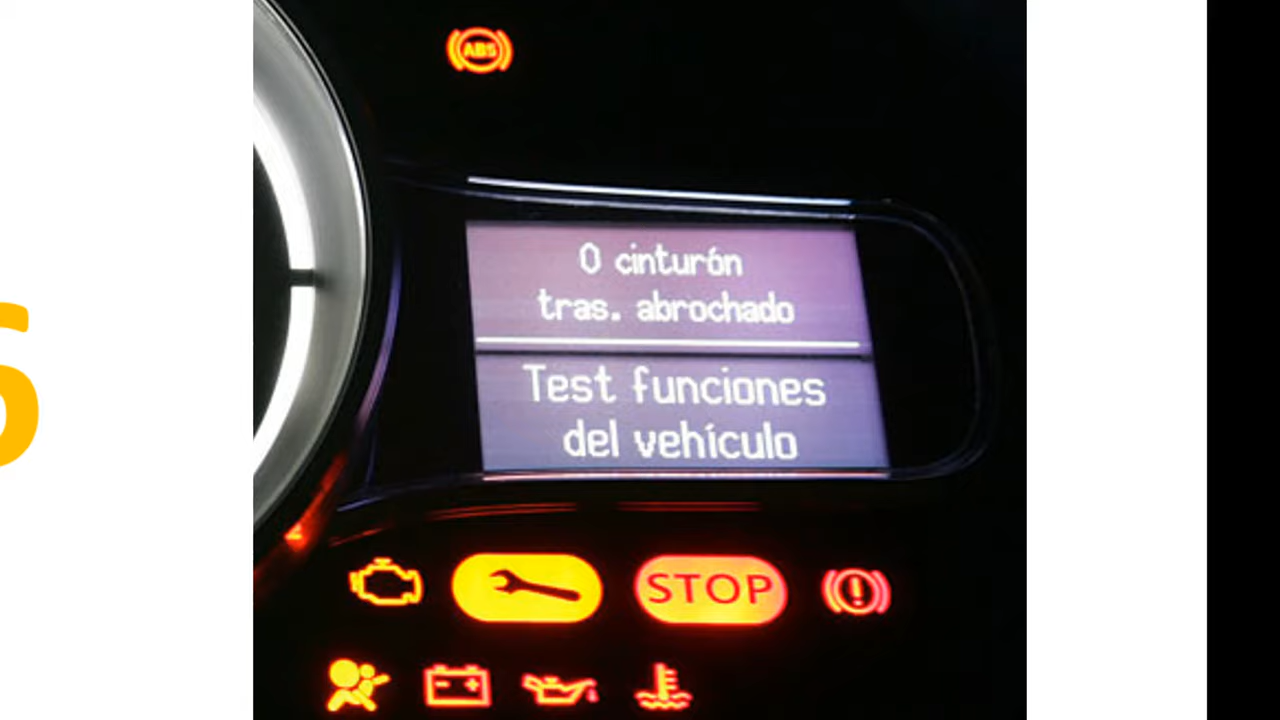 ABS
0 cinturón
tras. abrochado
Test funciones
del vehículo
STOP